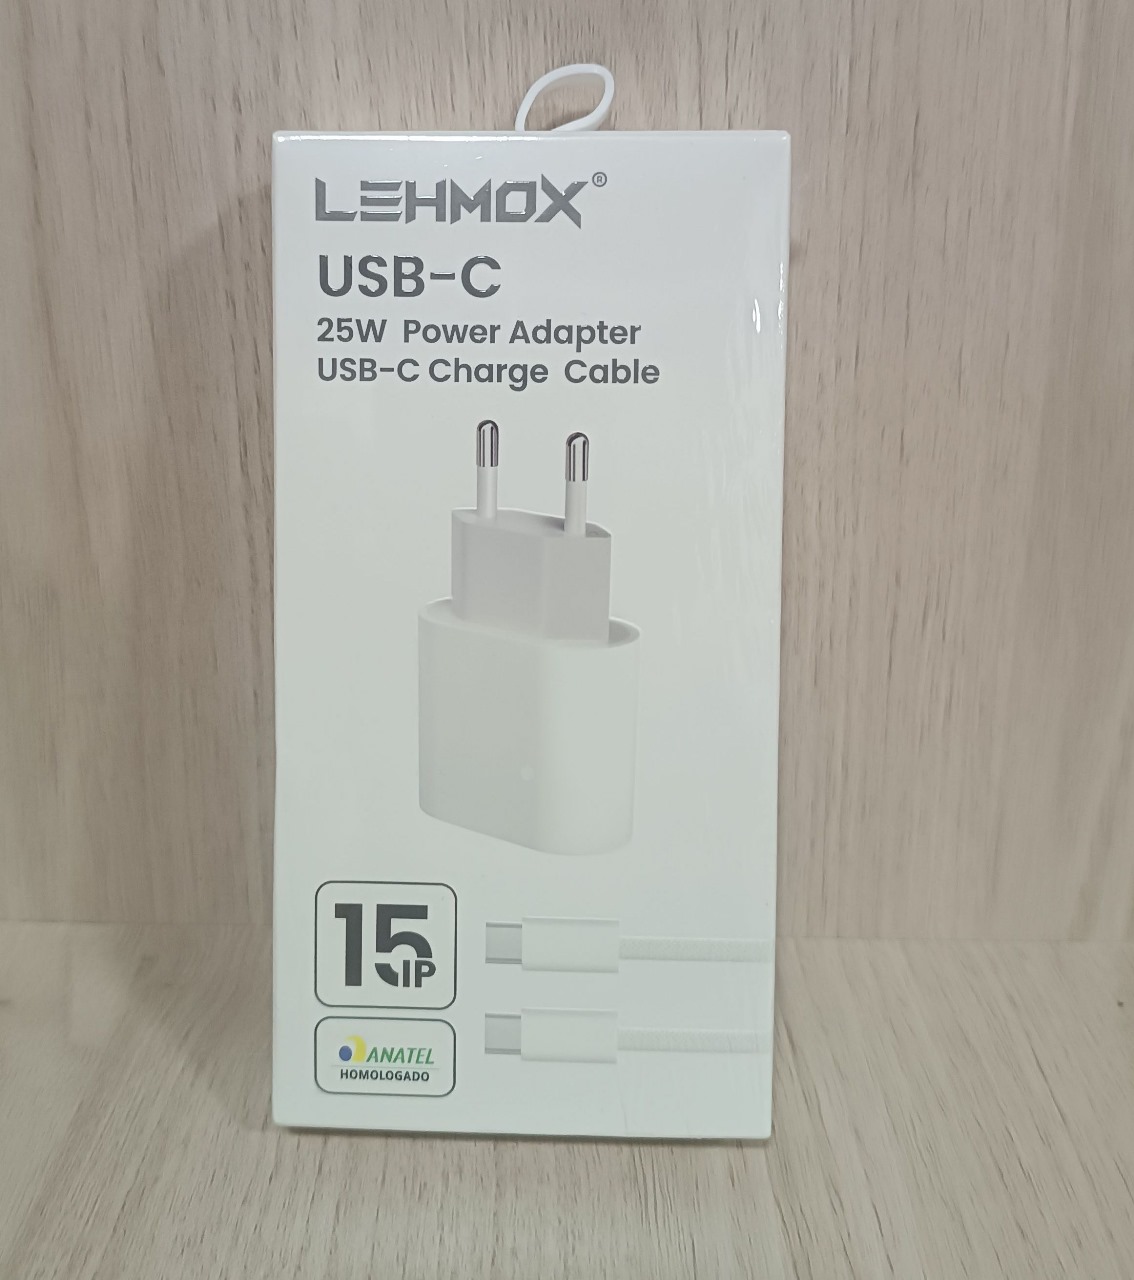 LEHMOX®
USB-C
25W Power Adapter
USB-C Charge Cable
15
IP
ANATEL
HOMOLOGADO